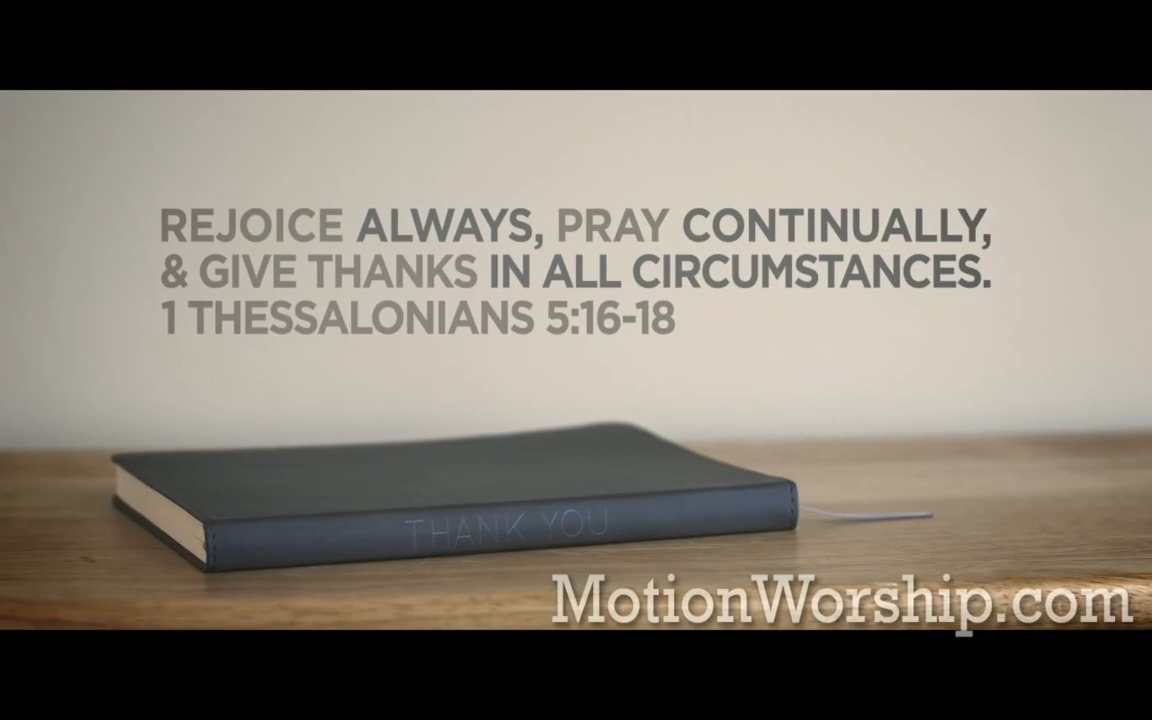 REJOICE ALWAYS, PRAY CONTINUALLY,
& GIVE THANKS IN ALL CIRCUMSTANCES.
1 THESSALONIANS 5:16-18
THANK YOU
MotionWorship.com